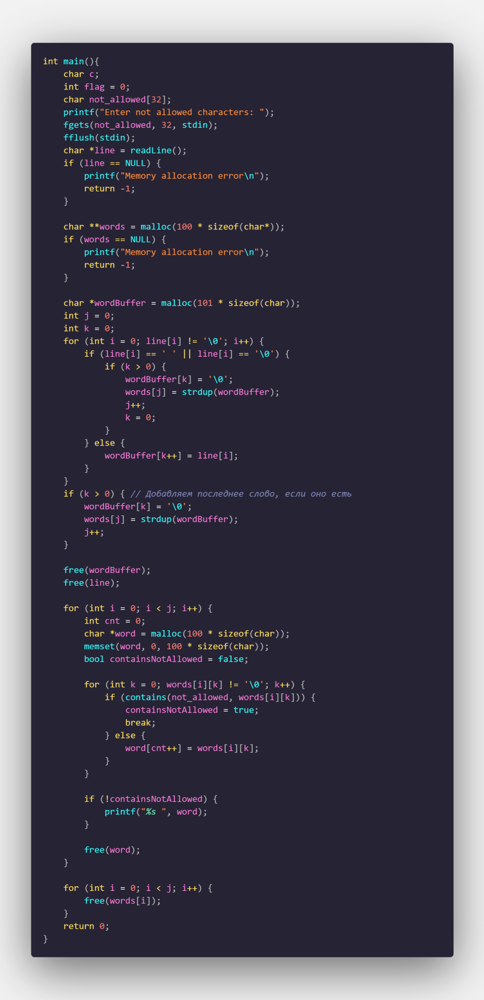 int main(){
    char c;
    int flag = 0;
    char not_allowed[32];
    printf("Enter not allowed characters: ");
    fgets(not_allowed, 32, stdin);
    fflush(stdin);
    char *line = readLine();
    if (line == NULL) {
        printf("Memory allocation error\n");
        return -1;
    }

    char **words = malloc(100 * sizeof(char*));
    if (words == NULL) {
        printf("Memory allocation error\n");
        return -1;
    }

    char *wordBuffer = malloc(101 * sizeof(char));
    int j = 0;
    int k = 0;
    for (int i = 0; line[i] != '\0'; i++) {
        if (line[i] == ' ' || line[i] == '\0') {
            if (k > 0) {
                wordBuffer[k] = '\0';
                words[j] = strdup(wordBuffer);
                j++;
                k = 0;
            }
        } else {
            wordBuffer[k++] = line[i];
        }
    }
    if (k > 0) { // Добавляем последнее слово, если оно есть
        wordBuffer[k] = '\0';
        words[j] = strdup(wordBuffer);
        j++;
    }

    free(wordBuffer);
    free(line);

    for (int i = 0; i < j; i++) {
        int cnt = 0;
        char *word = malloc(100 * sizeof(char));
        memset(word, 0, 100 * sizeof(char));
        bool containsNotAllowed = false;

        for (int k = 0; words[i][k] != '\0'; k++) {
            if (contains(not_allowed, words[i][k])) {
                containsNotAllowed = true;
                break;
            } else {
                word[cnt++] = words[i][k];
            }
        }

        if (!containsNotAllowed) {
            printf("%s ", word);
        }

        free(word);
    }

    for (int i = 0; i < j; i++) {
        free(words[i]);
    }
    return 0;
}